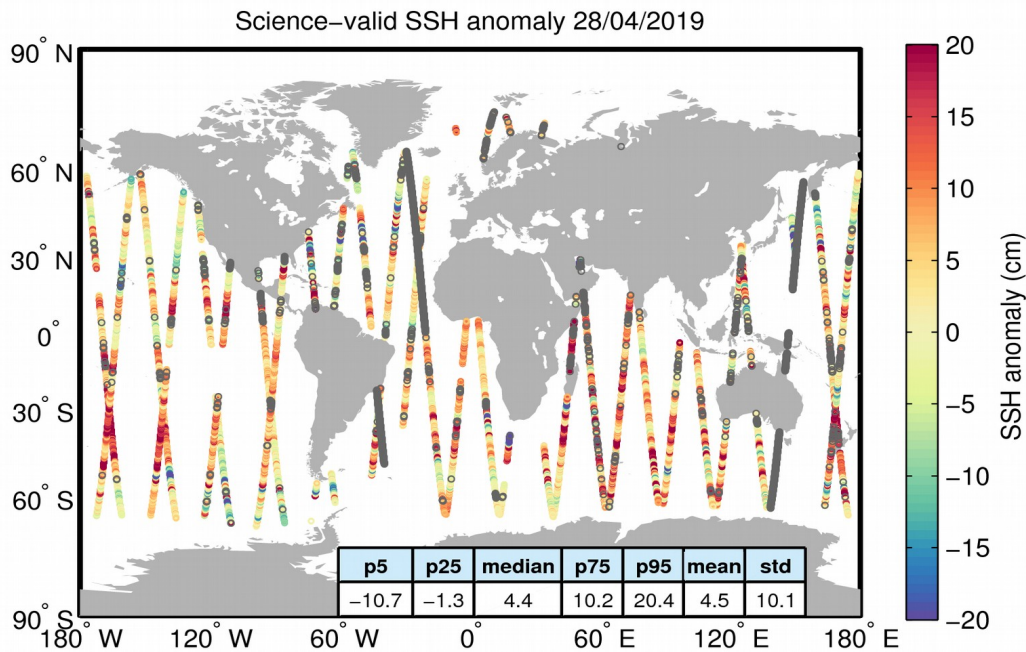 Science−valid SSH anomaly 28/04/2019
90° N
60° N
30° N
0°
30° S
60° S
90° S
180° W
120° W
60° W
0°
60° E
120° E
180° E
p5 p25 median p75 p95 mean std
−10.7 −1.3 4.4 10.2 20.4 4.5 10.1
20
15
10
5
0
−5
−10
−15
−20
SSH anomaly (cm)